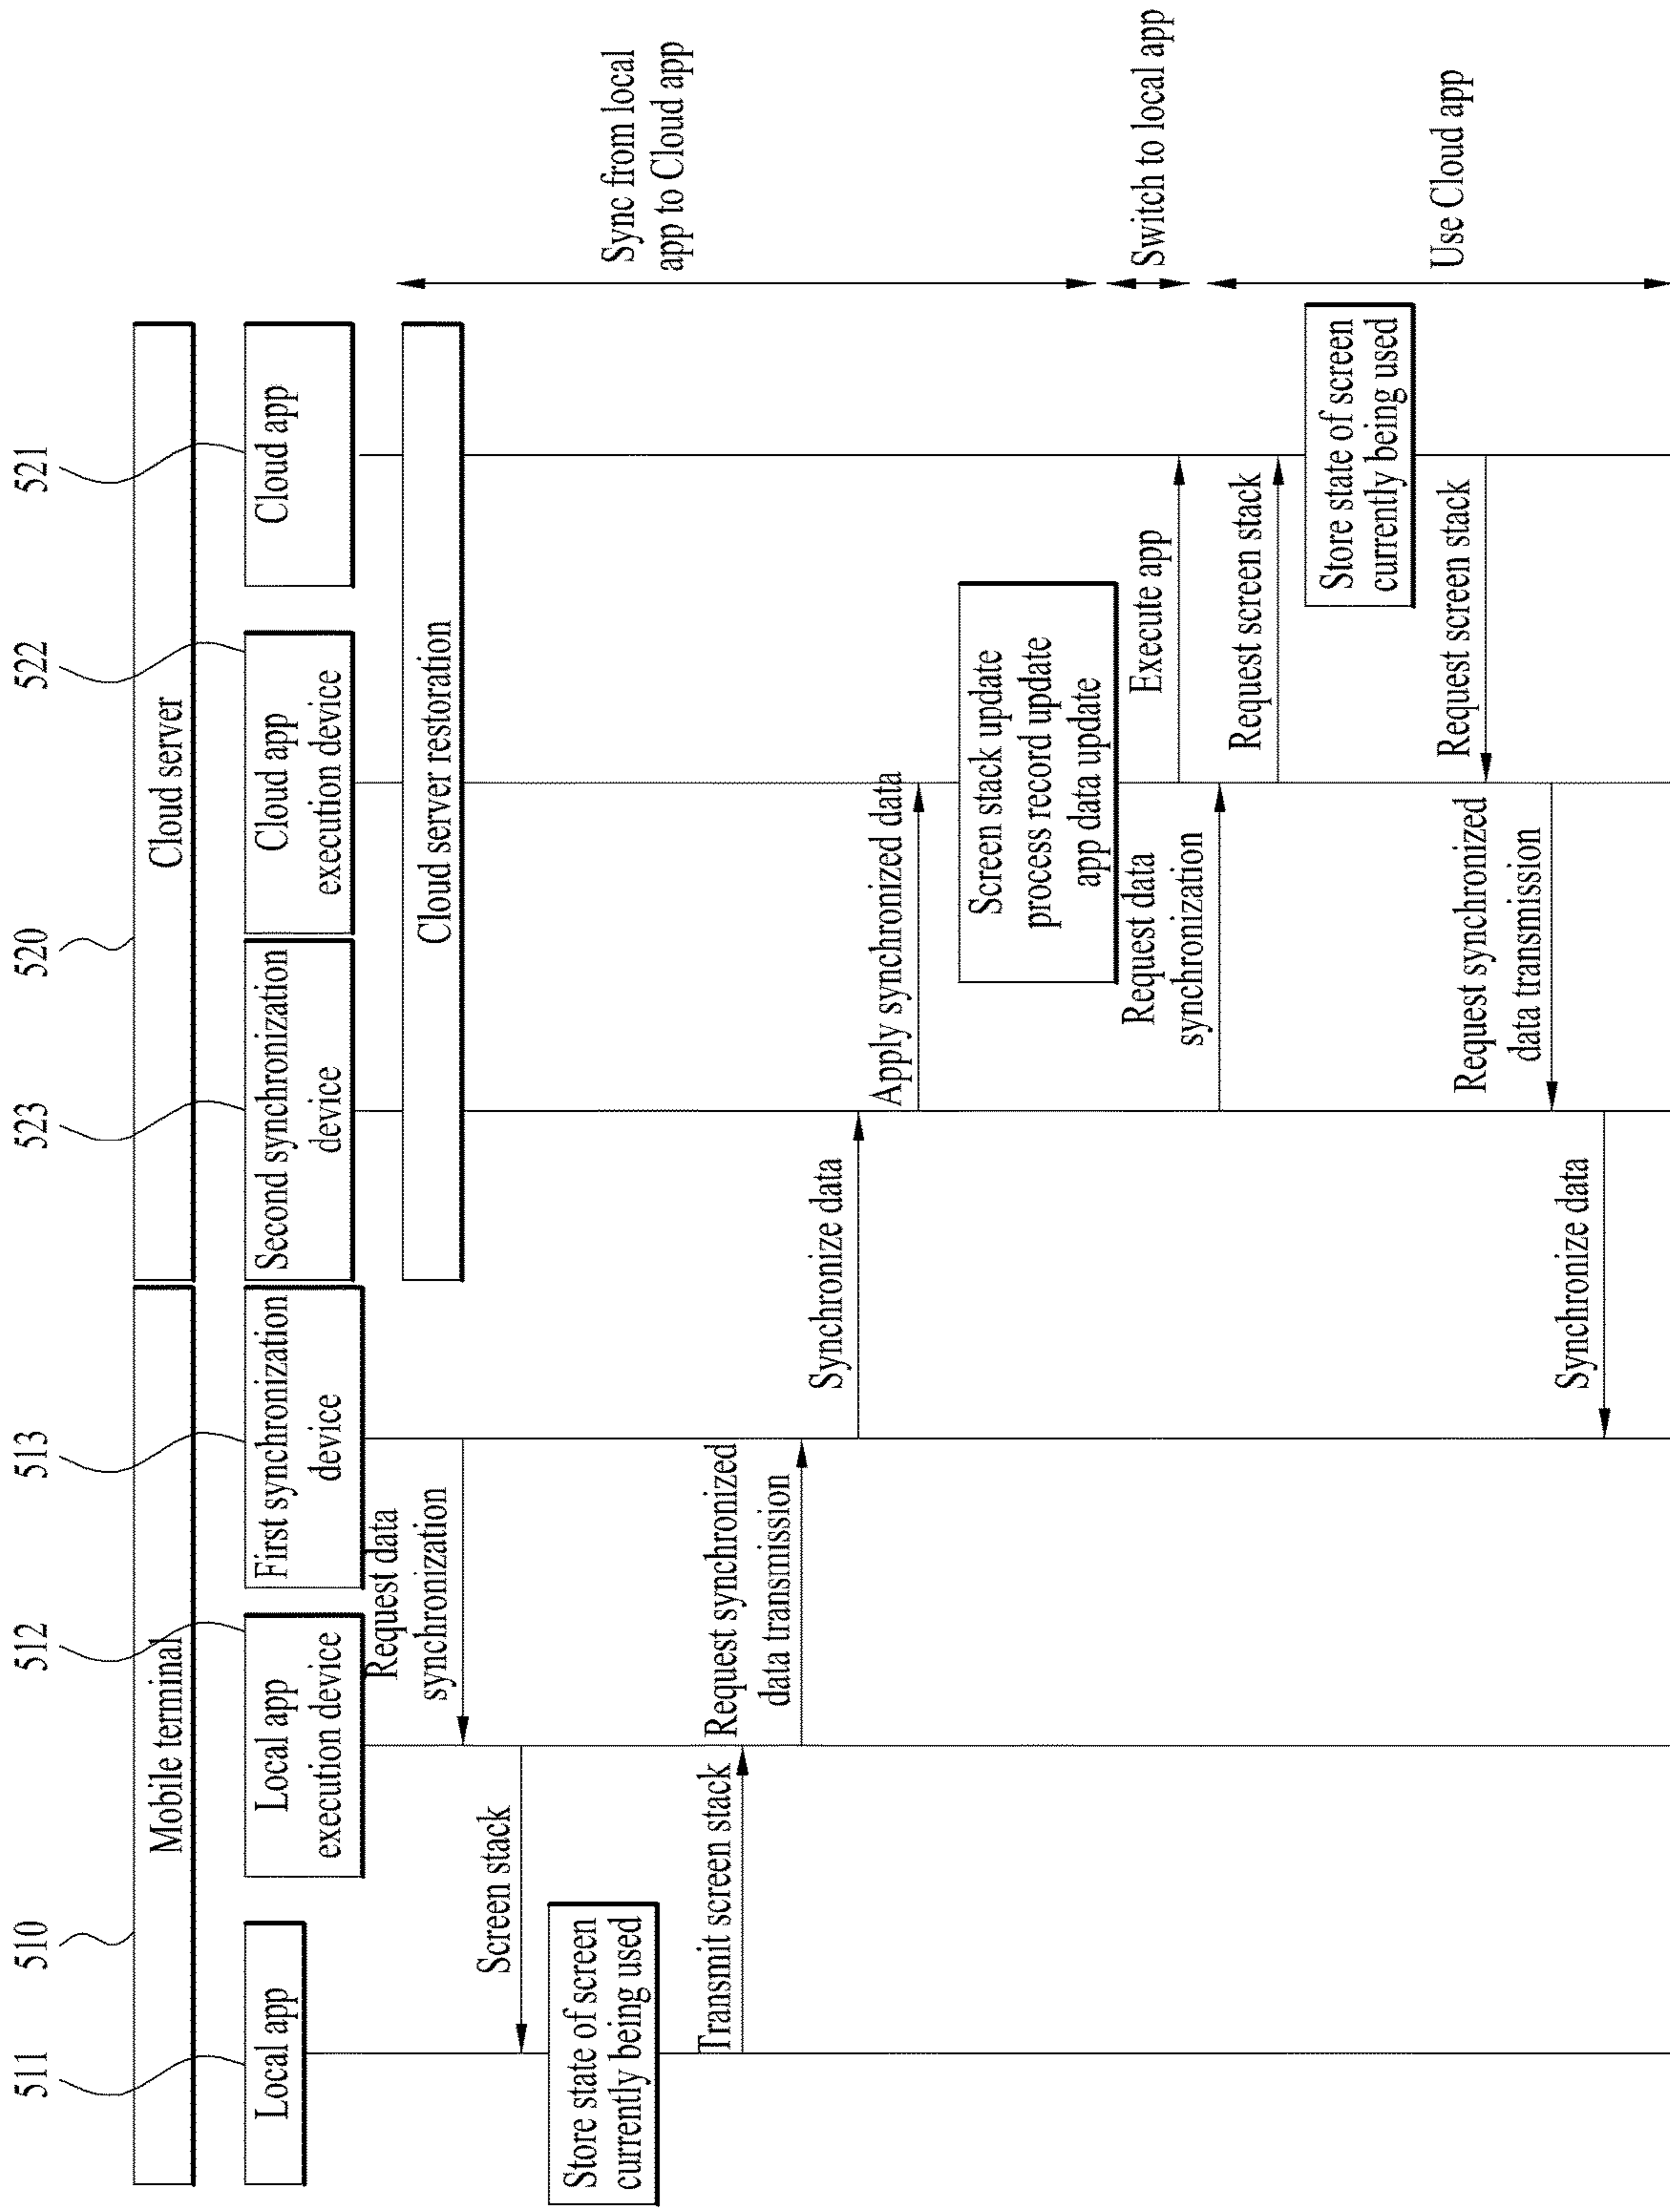 510
520
511
512
513
523
522
521
Mobile terminal
Cloud server
Local app
Local app
execution device
First synchronization
device
Second synchronization
device
Cloud app
execution device
Cloud app
Cloud server restoration
Request data
synchronization
Screen stack
Store state of screen
currently being used
Transmit screen stack
Request synchronized
data transmission
Synchronize data
Apply synchronized data
Screen stack update
process record update
app data update
Sync from local
app to Cloud app
Execute app
Switch to local app
Request data
synchronization
Request screen stack
Store state of screen
currently being used
Request screen stack
Request synchronized
data transmission
Synchronize data
Use Cloud app